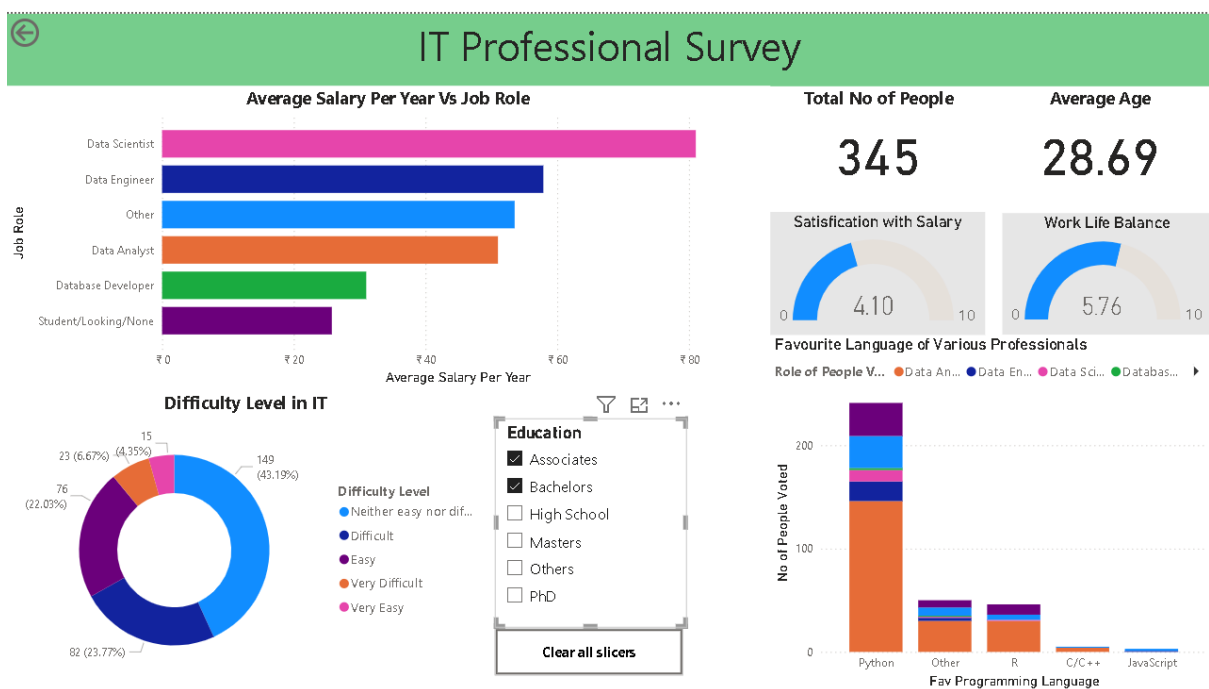 IT Professional Survey
Average Salary Per Year Vs Job Role
Job Role
Data Scientist
Data Engineer
Other
Data Analyst
Database Developer
Student/Looking/None
₹ 0
₹ 20
₹ 40
₹ 60
₹ 80
Average Salary Per Year
Total No of People
345
Average Age
28.69
Satisfication with Salary
4.10
0
10
Work Life Balance
5.76
0
10
Difficulty Level in IT
15
(4.35%)
23 (6.67%)
76
(22.03%)
82 (23.77%)
149
(43.19%)
Difficulty Level
Neither easy nor dif...
Difficult
Easy
Very Difficult
Very Easy
Education
Associates
Bachelors
High School
Masters
Others
PhD
Clear all slicers
Favourite Language of Various Professionals
Role of People V... Data An... Data En... Data Sci... Databas...
No of People Voted
200
100
0
Python
Other
R
C/C++
JavaScript
Fav Programming Language